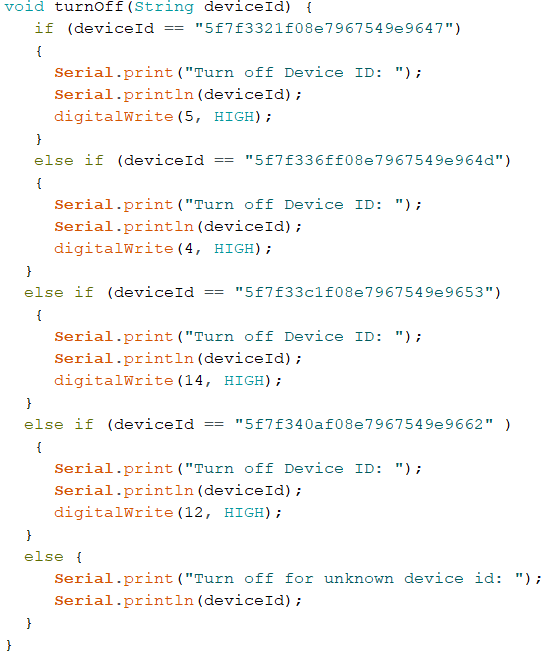 void turnOff(String deviceId) {
   if (deviceId == "5f7f3321f08e7967549e9647")
   {
     Serial.print("Turn off Device ID: ");
     Serial.println(deviceId);
     digitalWrite(5, HIGH);
   }
   else if (deviceId == "5f7f336ff08e7967549e964d")
   {
     Serial.print("Turn off Device ID: ");
     Serial.println(deviceId);
     digitalWrite(4, HIGH);
  }
  else if (deviceId == "5f7f33c1f08e7967549e9653")
   {
     Serial.print("Turn off Device ID: ");
     Serial.println(deviceId);
     digitalWrite(14, HIGH);
  }
  else if (deviceId == "5f7f340af08e7967549e9662" )
   {
     Serial.print("Turn off Device ID: ");
     Serial.println(deviceId);
     digitalWrite(12, HIGH);
  }
  else {
     Serial.print("Turn off for unknown device id: ");
     Serial.println(deviceId);
  }
}